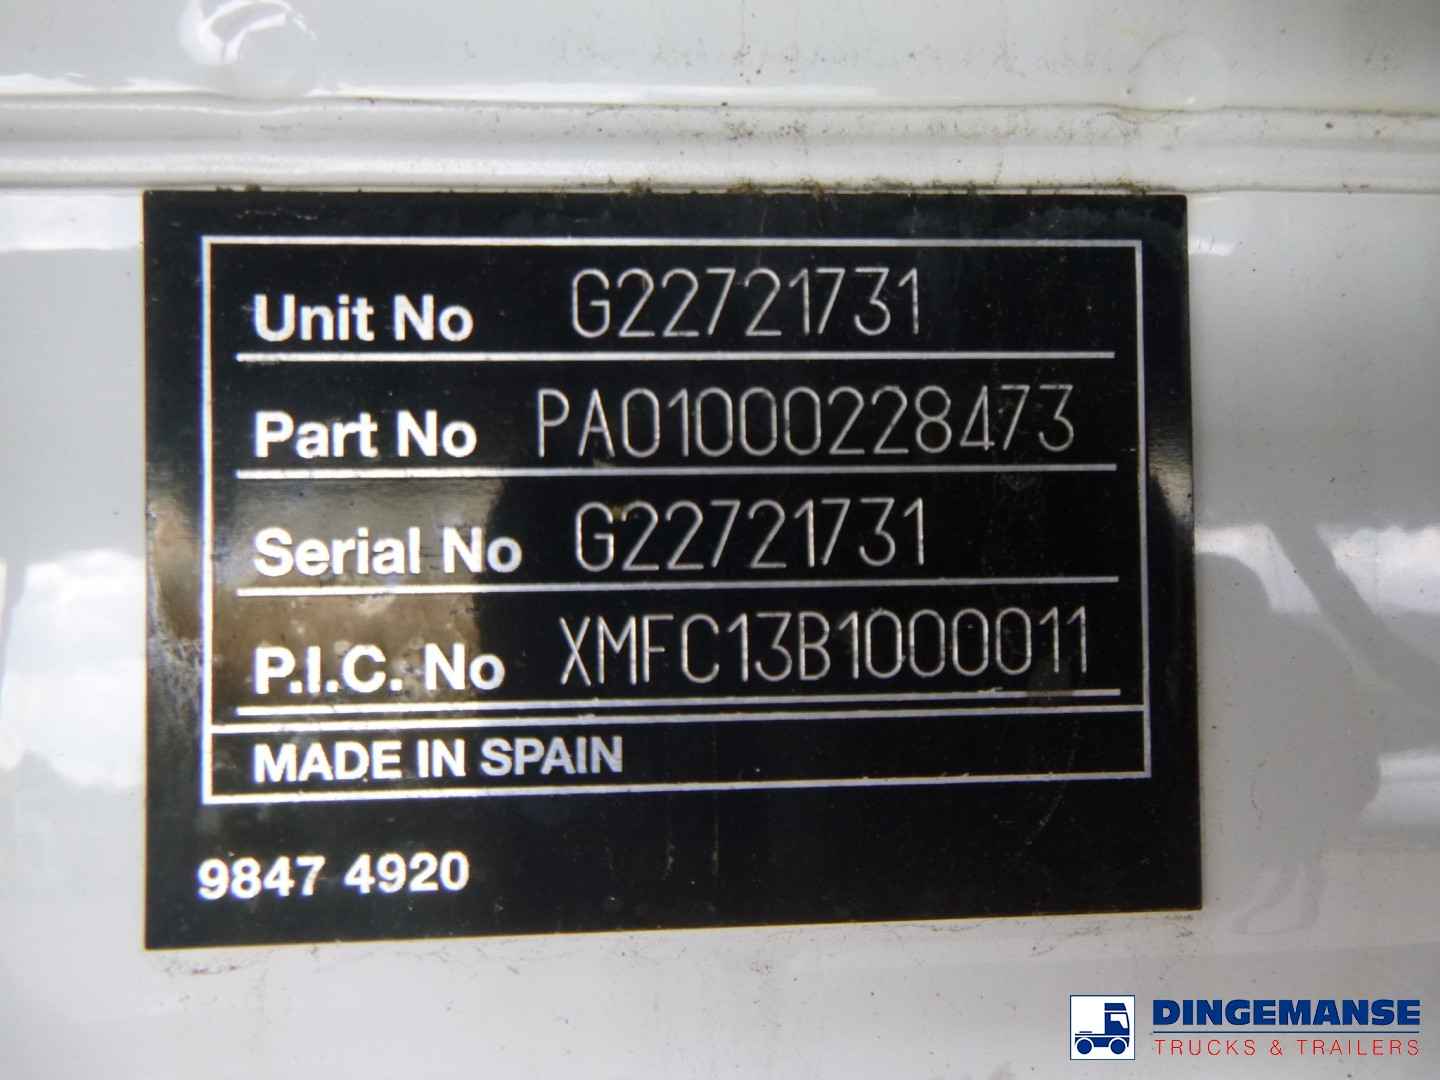 Unit No G22721731
Part No PA01000228473
Serial No G22721731
P.I.C. No XMFC13B1000011
MADE IN SPAIN
9847 4920
DINGEMANSE
TRUCKS & TRAILERS